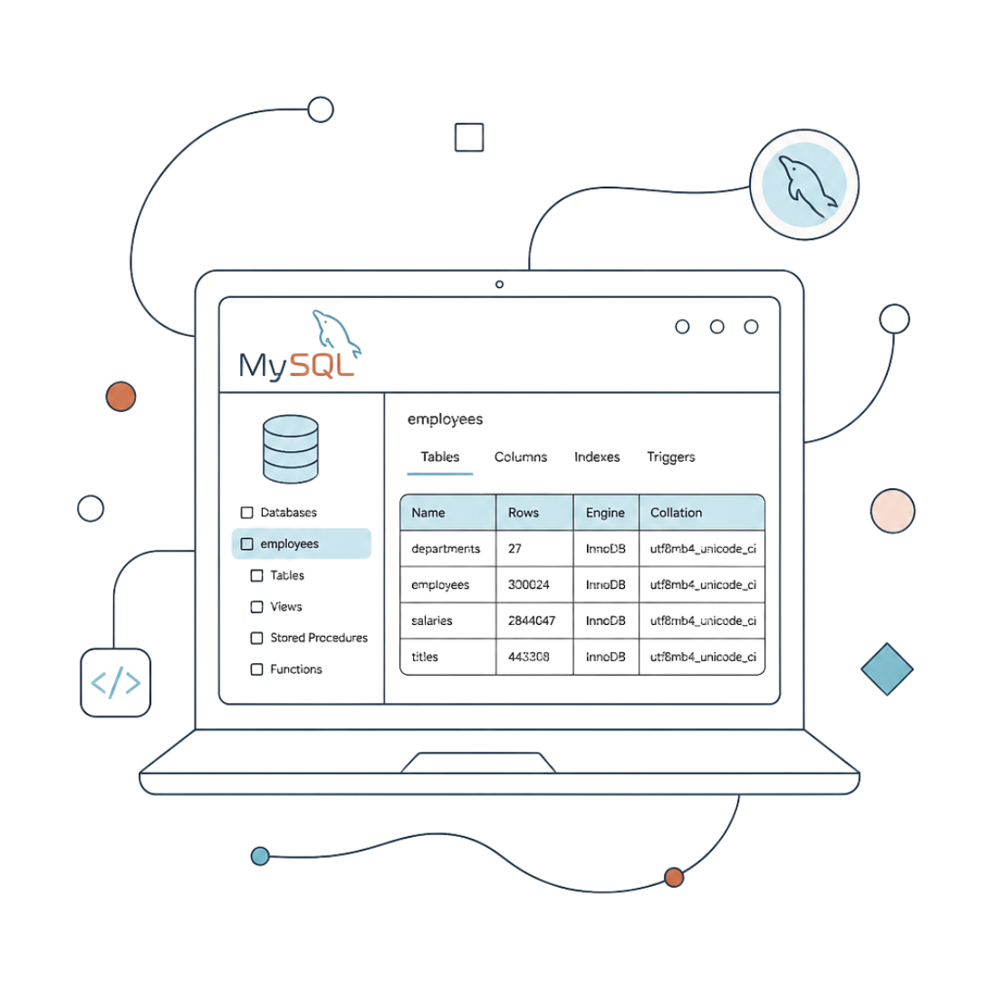 MySQL
Databases
employees
Tables
Views
Stored Procedures
Functions
employees
Tables Columns Indexes Triggers
Name Rows Engine Collation
departments 27 InnoDB utf8mb4_unicode_ci
employees 300024 InnoDB utf8mb4_unicode_ci
salaries 2844047 InnoDB utf8mb4_unicode_ci
titles 443308 InnoDB utf8mb4_unicode_ci
</>